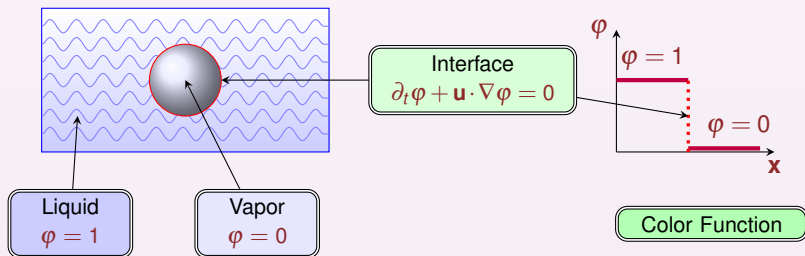 Interface
∂ₜφ + u · ∇φ = 0
φ
φ = 1
φ = 0
x
Liquid
φ = 1
Vapor
φ = 0
Color Function